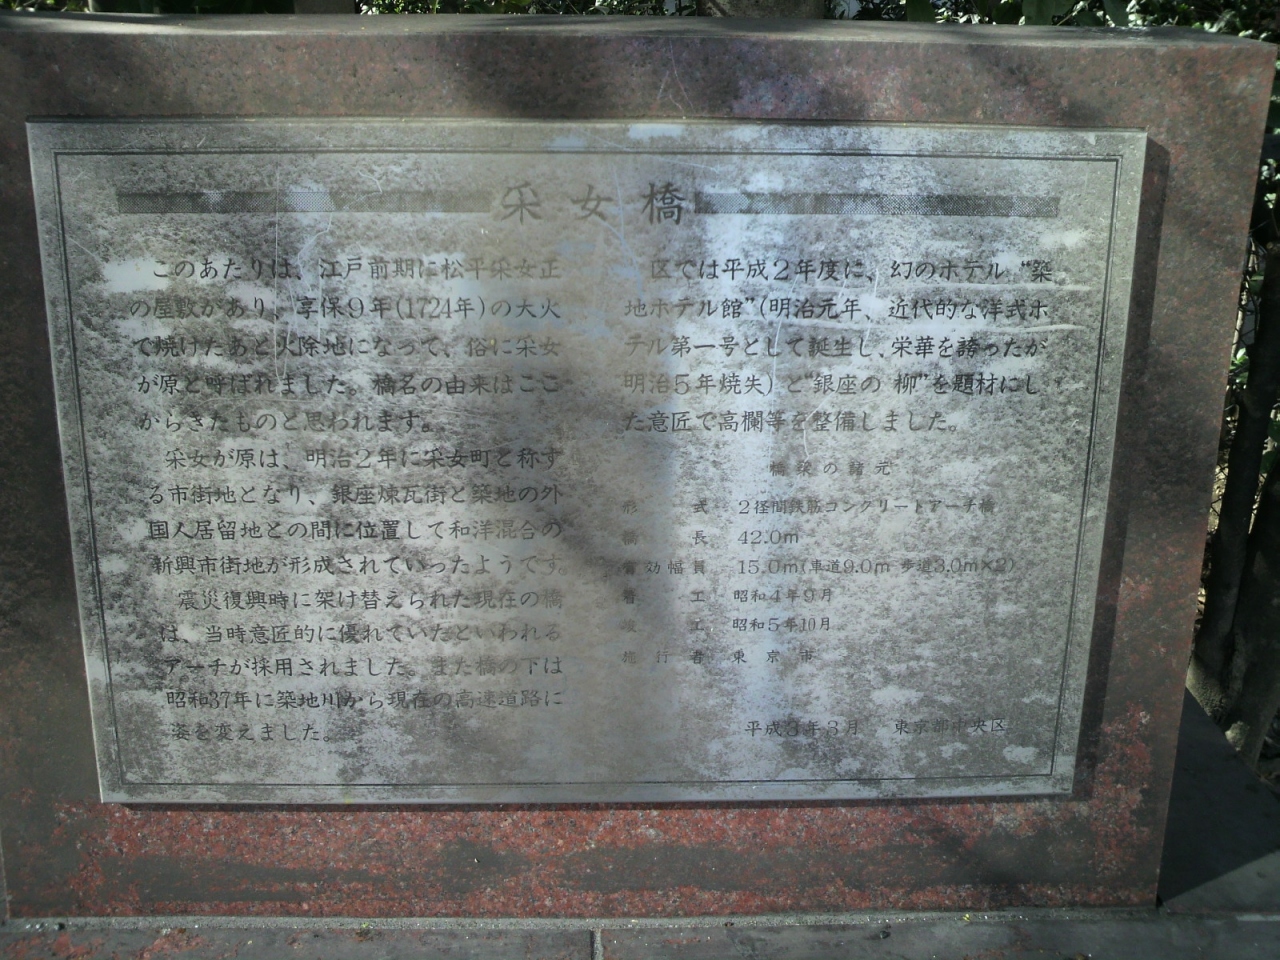 采女橋
このあたりは、江戸前期に松平采女正
の屋敷があり、享保9年(1724年)の大火
で焼けたあと火除地になって、俗に采女
が原と呼ばれました。橋名の由来はここ
からきたものと思われます。
采女が原は、明治2年に采女町と称す
る市街地となり、銀座煉瓦街と築地の外
国人居留地との間に位置して和洋混合の
新興市街地が形成されていったようです。
震災復興時に架け替えられた現在の橋
は、当時意匠的に優れていたといわれる
アーチが採用されました。また橋の下は
昭和37年に築地川から現在の高速道路に
姿を変えました。
区では平成2年度に、幻のホテル“築
地ホテル館”(明治元年、近代的な洋式ホ
テル第一号として誕生し、栄華を誇ったが
明治5年焼失)と“銀座の柳”を題材にし
た意匠で高欄等を整備しました。
橋梁の諸元
形 式 2径間鉄筋コンクリートアーチ橋
橋 長 42.0m
有効幅員 15.0m(車道9.0m 歩道3.0m×2)
着 工 昭和4年9月
竣 工 昭和5年10月
施行者 東京市
平成3年3月 東京都中央区